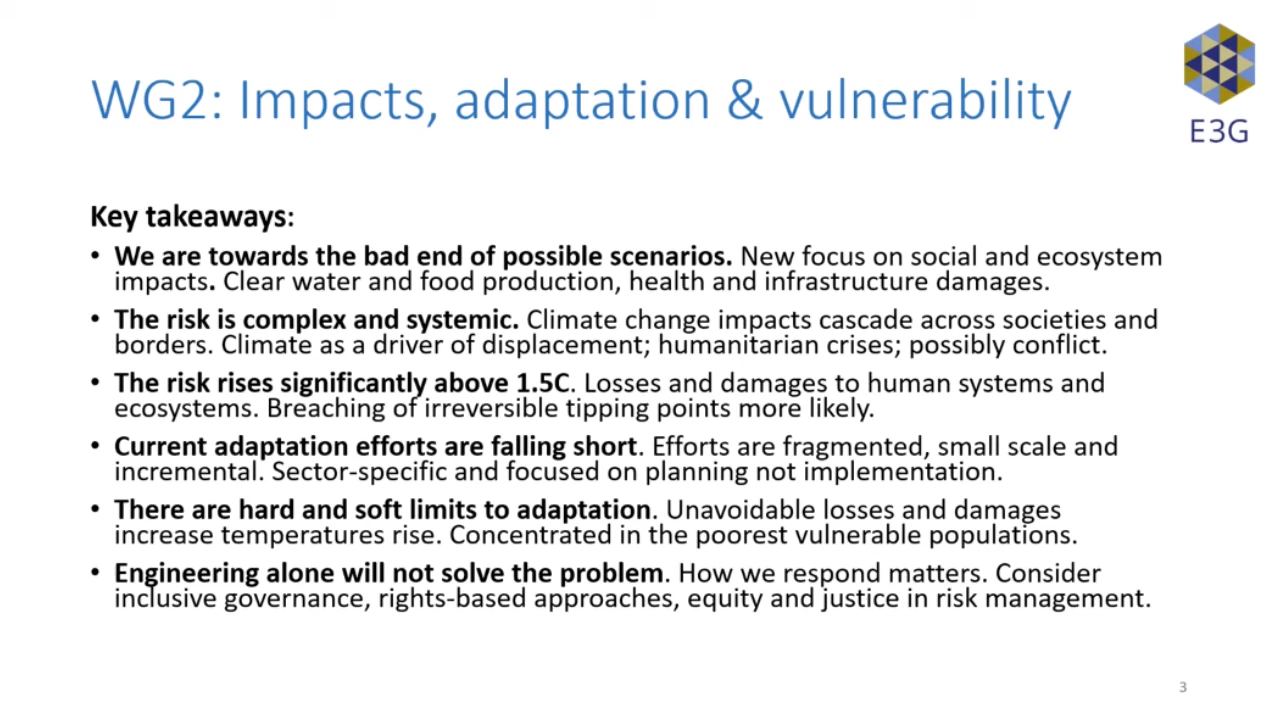 WG2: Impacts, adaptation & vulnerability
E3G
Key takeaways:
• We are towards the bad end of possible scenarios. New focus on social and ecosystem
impacts. Clear water and food production, health and infrastructure damages.
• The risk is complex and systemic. Climate change impacts cascade across societies and
borders. Climate as a driver of displacement; humanitarian crises; possibly conflict.
• The risk rises significantly above 1.5C. Losses and damages to human systems and
ecosystems. Breaching of irreversible tipping points more likely.
• Current adaptation efforts are falling short. Efforts are fragmented, small scale and
incremental. Sector-specific and focused on planning not implementation.
• There are hard and soft limits to adaptation. Unavoidable losses and damages
increase temperatures rise. Concentrated in the poorest vulnerable populations.
• Engineering alone will not solve the problem. How we respond matters. Consider
inclusive governance, rights-based approaches, equity and justice in risk management.
3